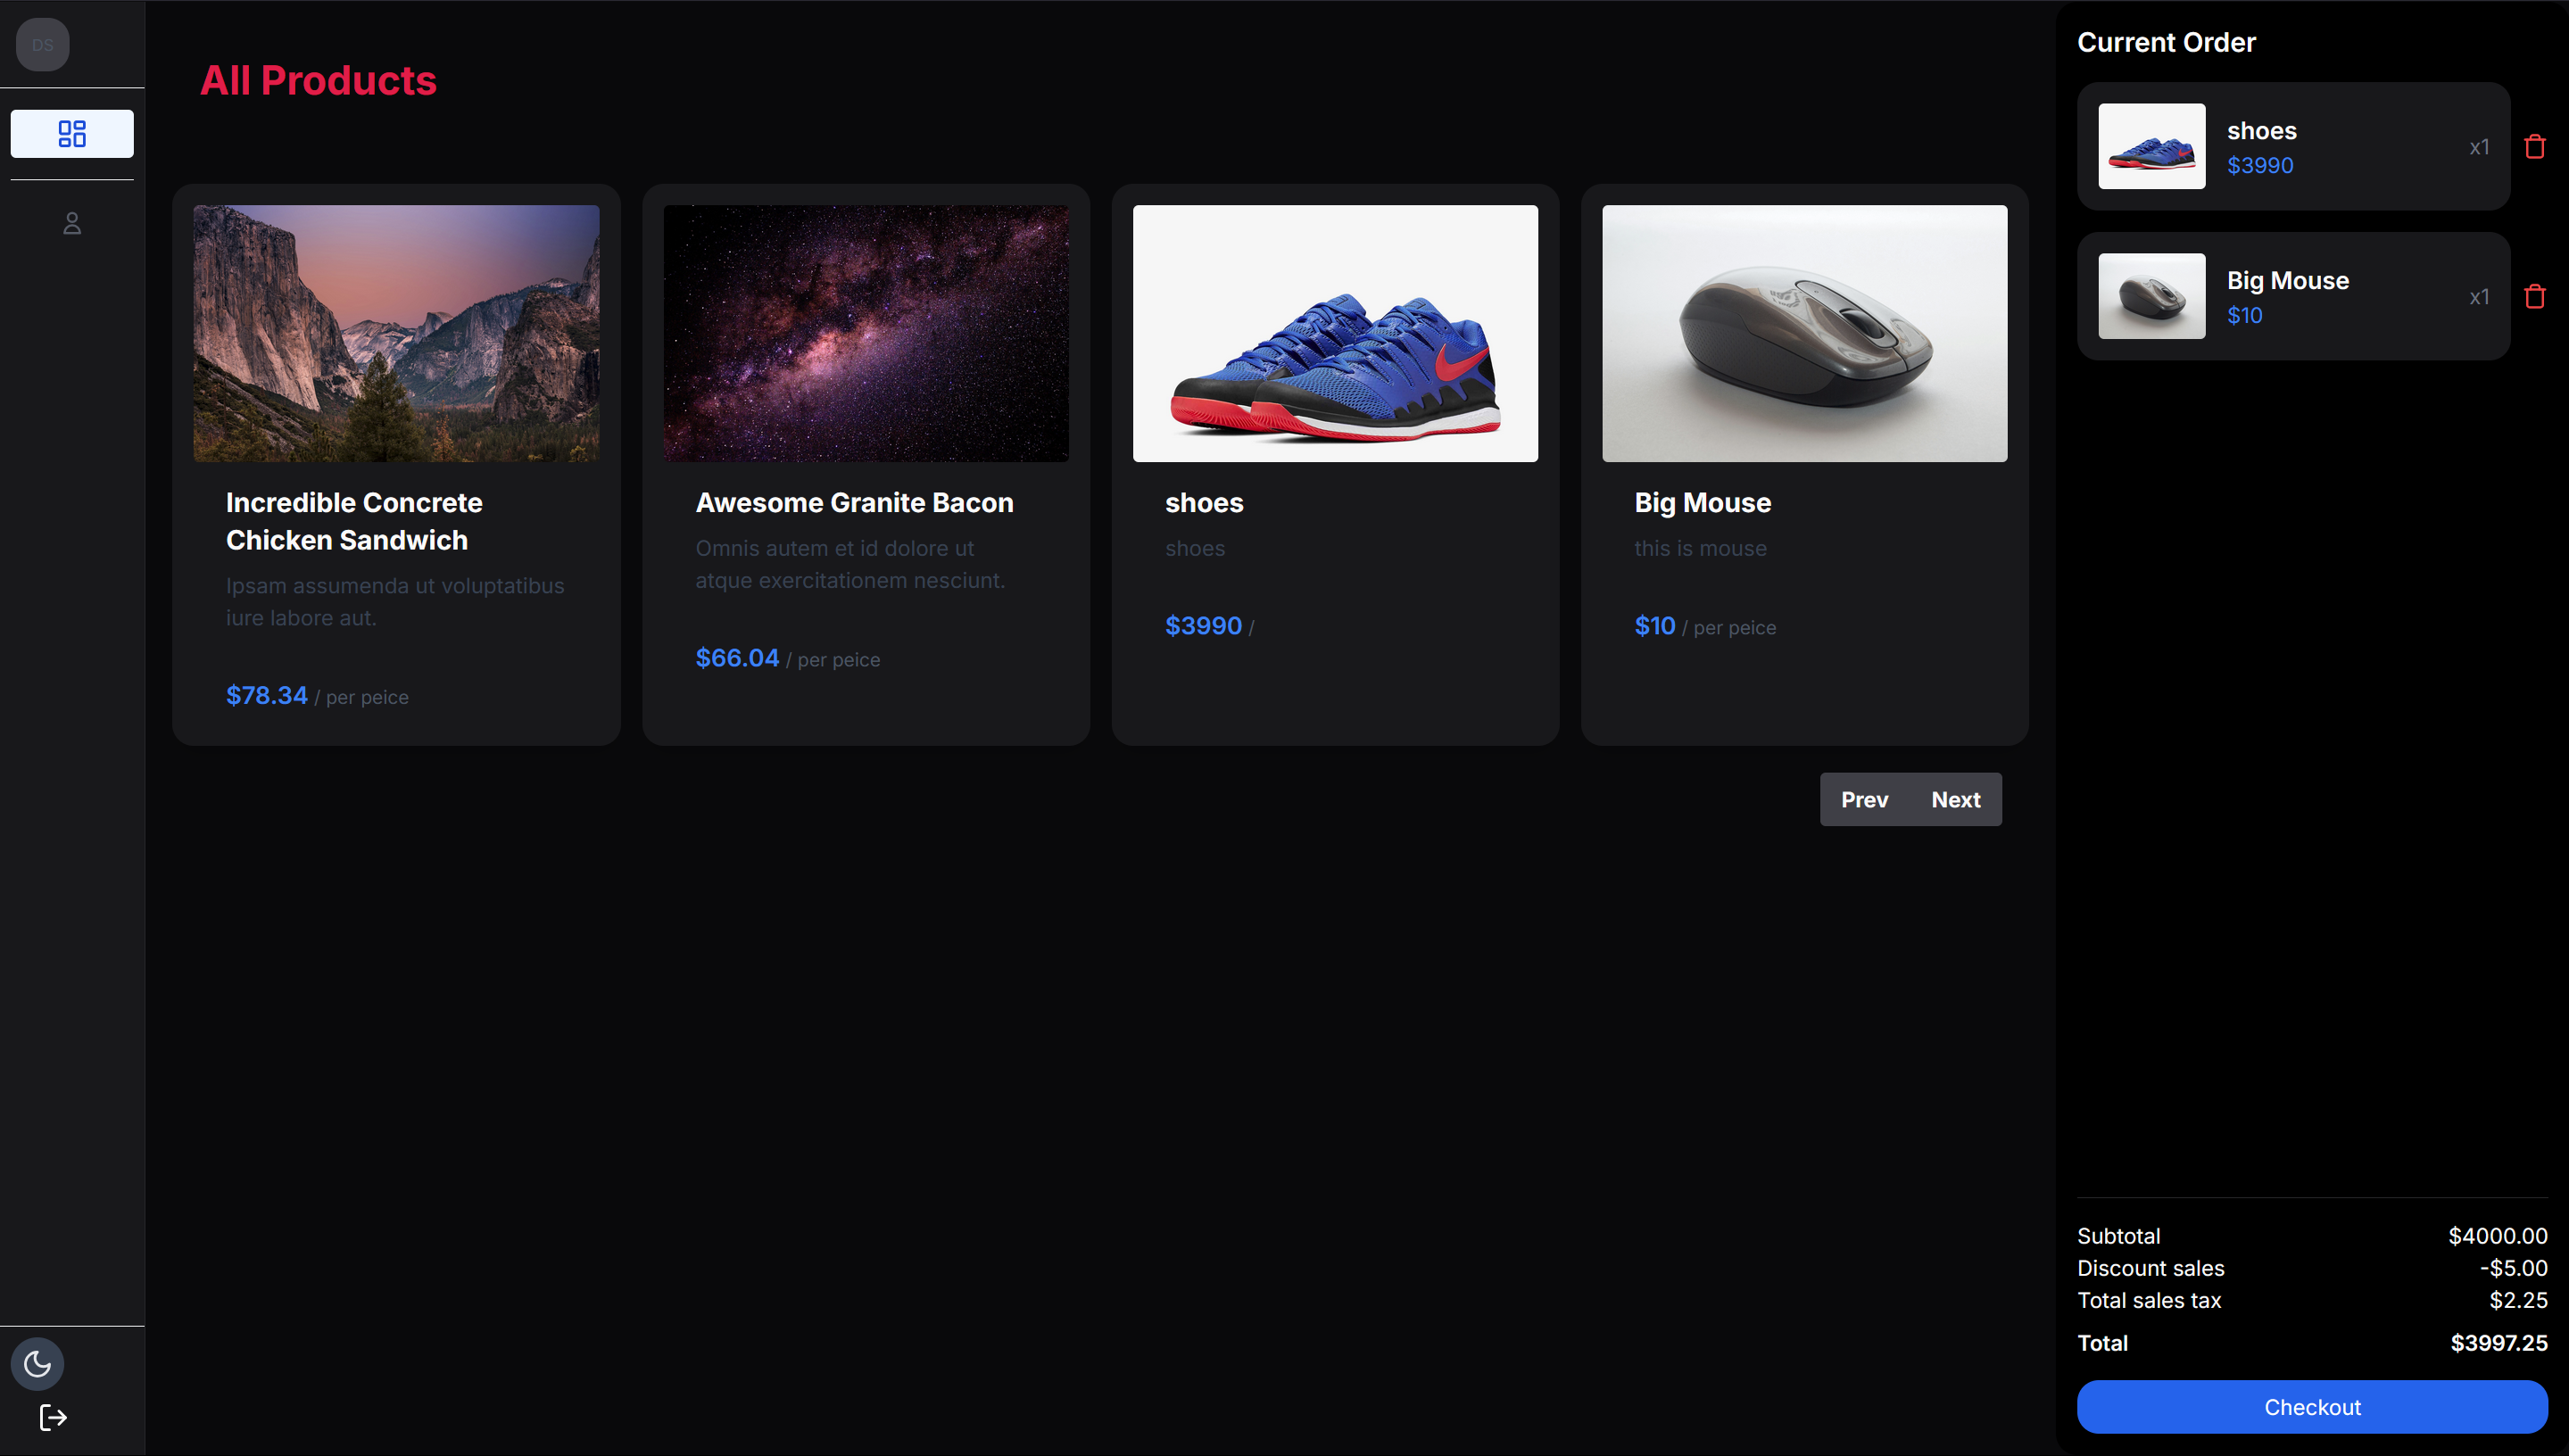 DS
All Products
Incredible Concrete
Chicken Sandwich
Ipsam assumenda ut voluptatibus
iure labore aut.
$78.34 / per peice
Awesome Granite Bacon
Omnis autem et id dolore ut
atque exercitationem nesciunt.
$66.04 / per peice
shoes
shoes
$3990 /
Big Mouse
this is mouse
$10 / per peice
Prev Next
Current Order
shoes
$3990
x1
Big Mouse
$10
x1
Subtotal $4000.00
Discount sales -$5.00
Total sales tax $2.25
Total $3997.25
Checkout